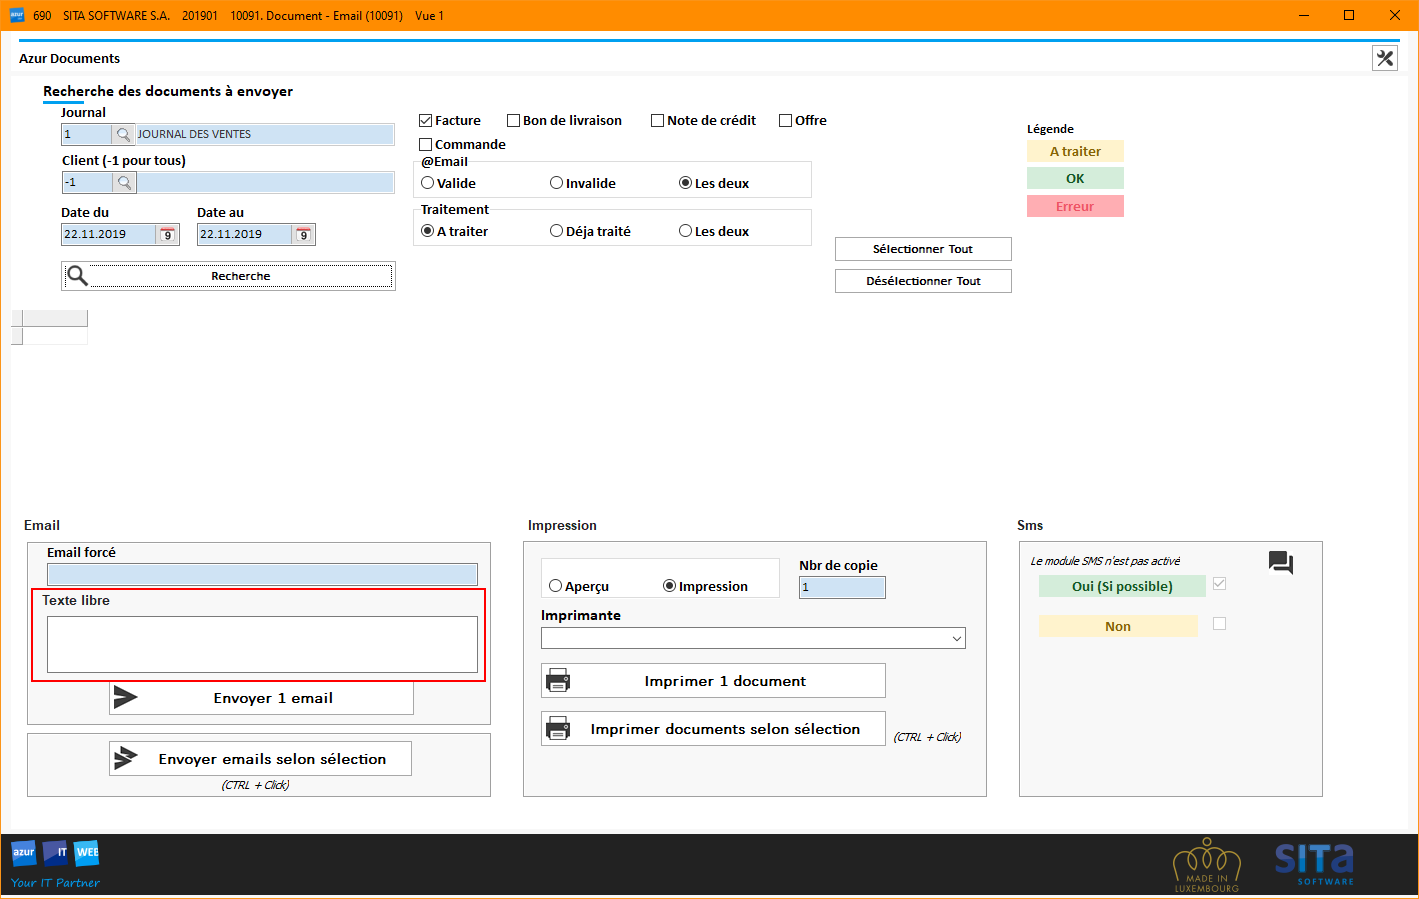 azur
690 SITA SOFTWARE S.A. 201901 10091. Document - Email (10091) Vue 1
Azur Documents
Recherche des documents à envoyer
Journal
1 JOURNAL DES VENTES
Client (-1 pour tous)
-1
Date du Date au
22.11.2019 9 22.11.2019 9
Recherche
Facture Bon de livraison Note de crédit Offre
Commande
@Email
Valide Invalide Les deux
Traitement
A traiter Déja traité Les deux
Sélectionner Tout
Désélectionner Tout
Légende
A traiter
OK
Erreur
Email
Email forcé
Texte libre
Envoyer 1 email
Envoyer emails selon sélection
(CTRL + Click)
Impression
Aperçu Impression
Nbr de copie
1
Imprimante
Imprimer 1 document
Imprimer documents selon sélection
(CTRL + Click)
Sms
Le module SMS n'est pas activé
Oui (Si possible)
Non
azur IT WEB
Your IT Partner
MADE IN
LUXEMBOURG
SITa
SOFTWARE